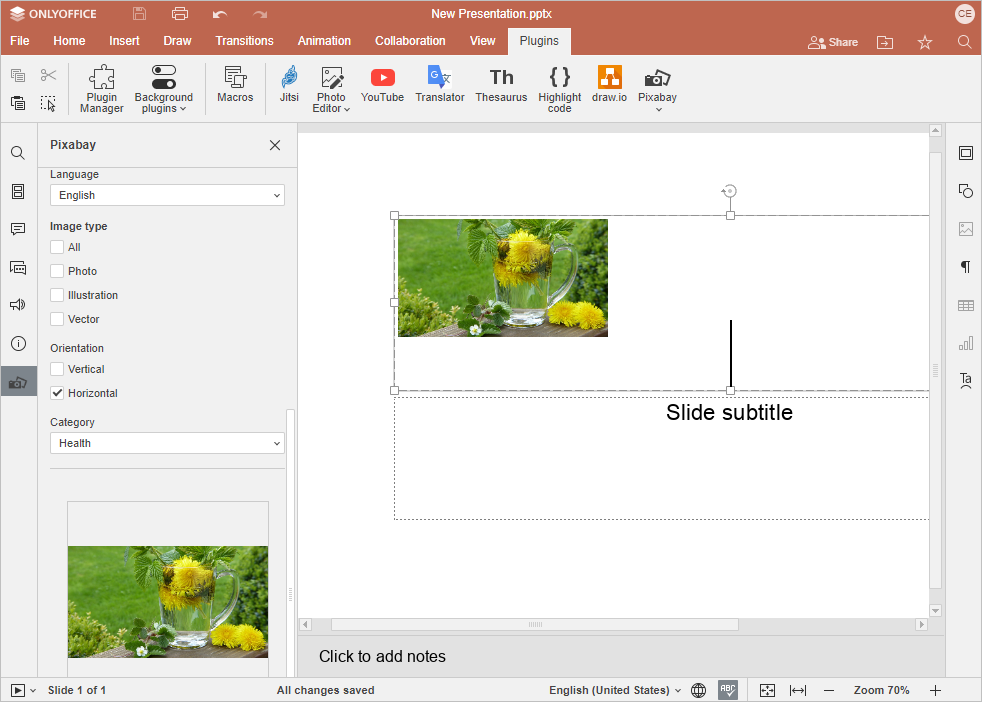 ONLYOFFICE
New Presentation.pptx
CE
File Home Insert Draw Transitions Animation Collaboration View Plugins
Share
Plugin Manager
Background plugins
Macros
Jitsi
Photo Editor
YouTube
G
Translator
Th
Thesaurus
Highlight code
draw.io
Pixabay
Pixabay
Language
English
Image type
All
Photo
Illustration
Vector
Orientation
Vertical
Horizontal
Category
Health
Slide subtitle
Click to add notes
Ta
Slide 1 of 1
All changes saved
English (United States)
ABC
Zoom 70%